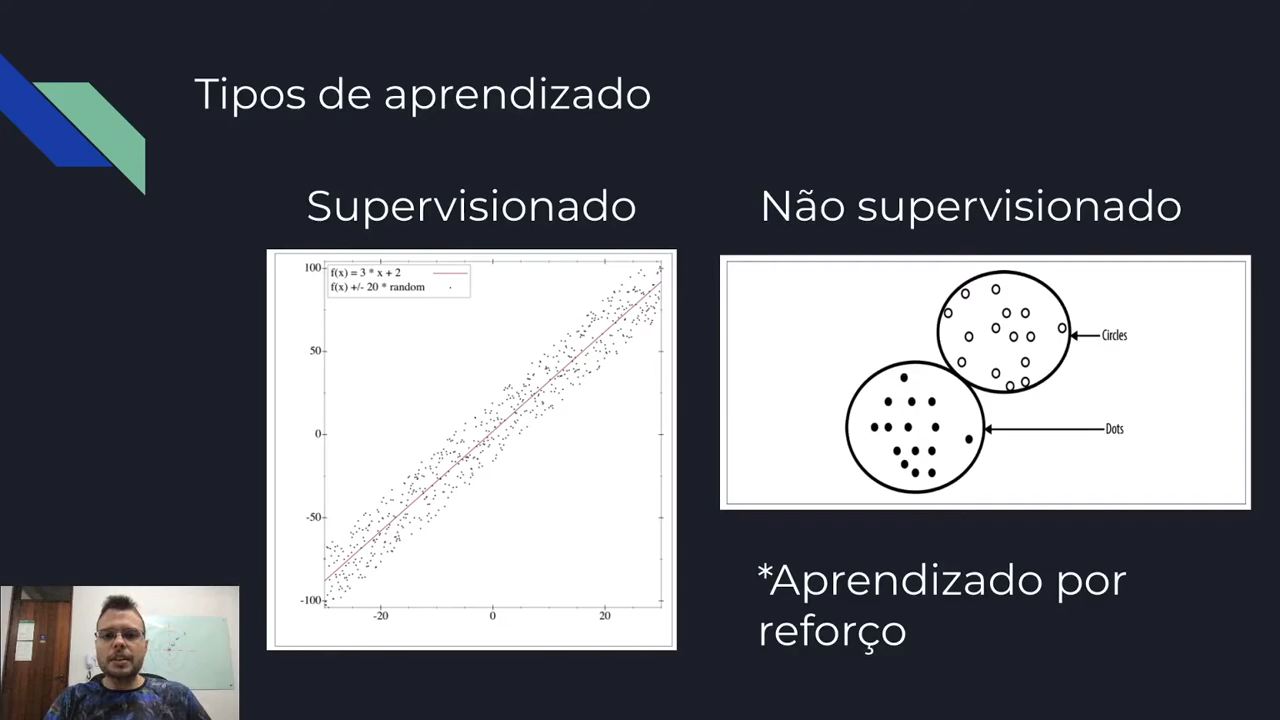 Tipos de aprendizado
Supervisionado
f(x) = 3 * x + 2
f(x) +/- 20 * random
100
50
0
-50
-100
-20
0
20
Não supervisionado
Circles
Dots
*Aprendizado por
reforço